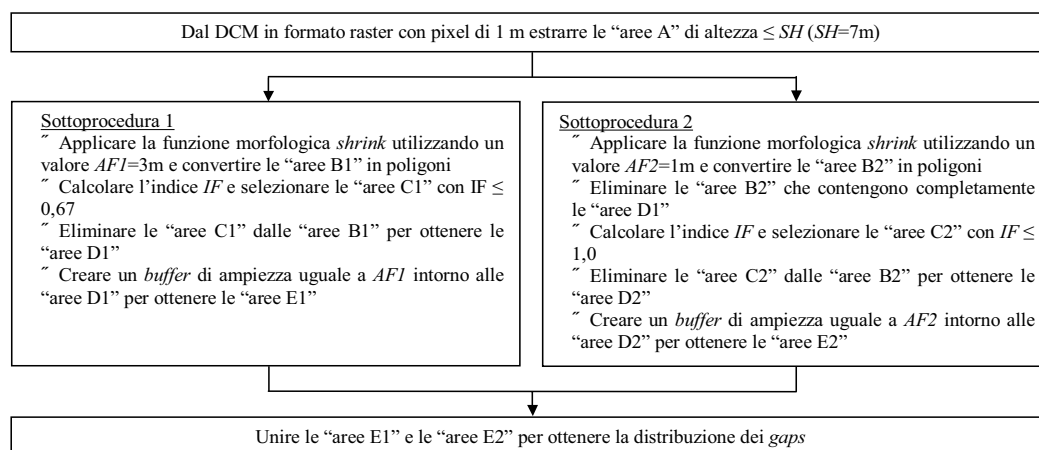 Dal DCM in formato raster con pixel di 1 m estrarre le “aree A” di altezza ≤ SH (SH=7m)
Sottoprocedura 1
˝ Applicare la funzione morfologica shrink utilizzando un
valore AF1=3m e convertire le “aree B1” in poligoni
˝ Calcolare l’indice IF e selezionare le “aree C1” con IF ≤
0,67
˝ Eliminare le “aree C1” dalle “aree B1” per ottenere le
“aree D1”
˝ Creare un buffer di ampiezza uguale a AF1 intorno alle
“aree D1” per ottenere le “aree E1”
Sottoprocedura 2
˝ Applicare la funzione morfologica shrink utilizzando un
valore AF2=1m e convertire le “aree B2” in poligoni
˝ Eliminare le “aree B2” che contengono completamente
le “aree D1”
˝ Calcolare l’indice IF e selezionare le “aree C2” con IF ≤
1,0
˝ Eliminare le “aree C2” dalle “aree B2” per ottenere le
“aree D2”
˝ Creare un buffer di ampiezza uguale a AF2 intorno alle
“aree D2” per ottenere le “aree E2”
Unire le “aree E1” e le “aree E2” per ottenere la distribuzione dei gaps